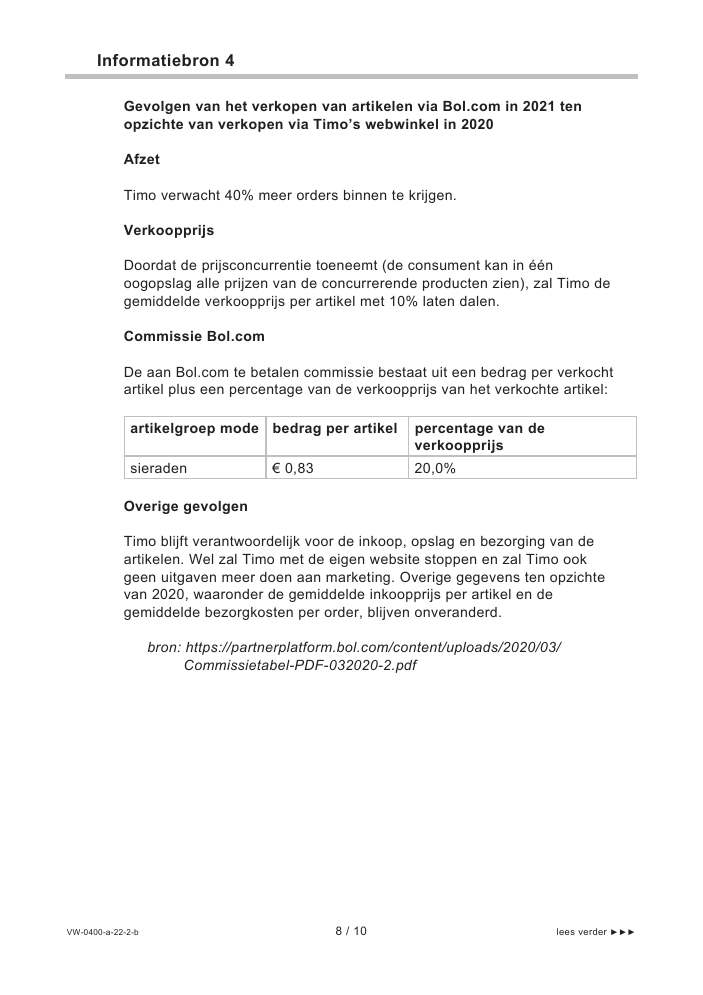 Informatiebron 4
Gevolgen van het verkopen van artikelen via Bol.com in 2021 ten
opzichte van verkopen via Timo's webwinkel in 2020
Afzet
Timo verwacht 40% meer orders binnen te krijgen.
Verkoopprijs
Doordat de prijsconcurrentie toeneemt (de consument kan in één
oogopslag alle prijzen van de concurrerende producten zien), zal Timo de
gemiddelde verkoopprijs per artikel met 10% laten dalen.
Commissie Bol.com
De aan Bol.com te betalen commissie bestaat uit een bedrag per verkocht
artikel plus een percentage van de verkoopprijs van het verkochte artikel:
artikelgroep mode bedrag per artikel percentage van de
verkoopprijs
sieraden € 0,83 20,0%
Overige gevolgen
Timo blijft verantwoordelijk voor de inkoop, opslag en bezorging van de
artikelen. Wel zal Timo met de eigen website stoppen en zal Timo ook
geen uitgaven meer doen aan marketing. Overige gegevens ten opzichte
van 2020, waaronder de gemiddelde inkoopprijs per artikel en de
gemiddelde bezorgkosten per order, blijven onveranderd.
bron: https://partnerplatform.bol.com/content/uploads/2020/03/
Commissietabel-PDF-032020-2.pdf
VW-0400-a-22-2-b 8 / 10 lees verder ►►►